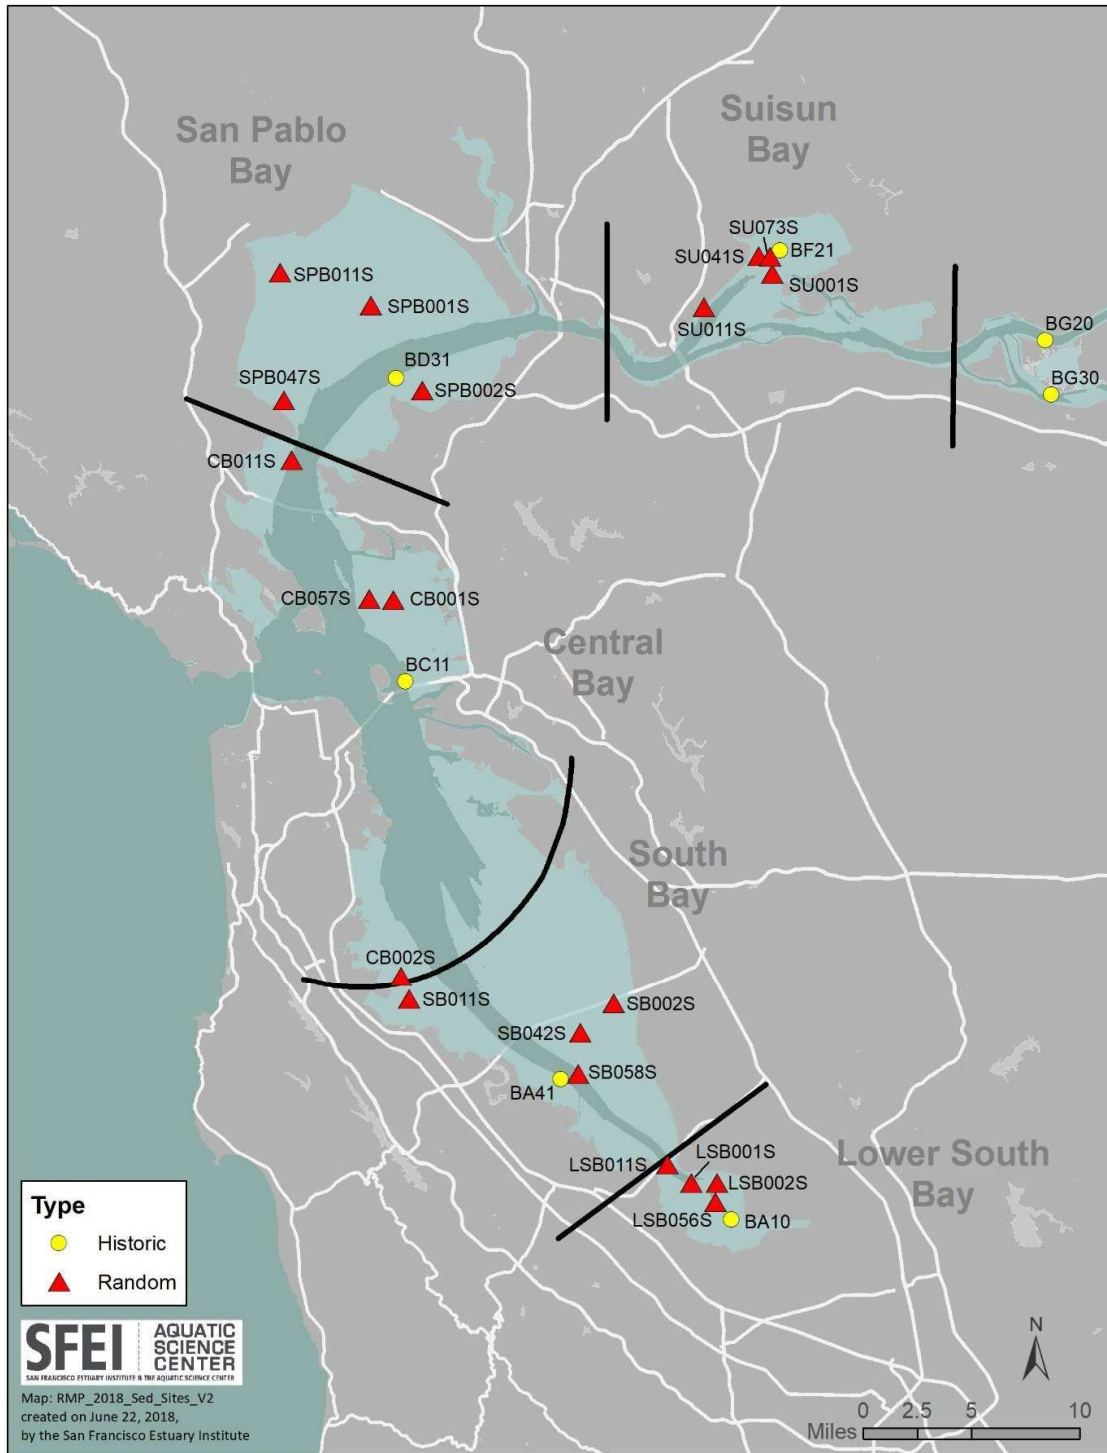 San Pablo
Bay
Suisun
Bay
SU073S
SU041S
BF21
SU001S
SU011S
SPB011S
SPB001S
BG20
BD31
SPB047S
SPB002S
BG30
CB011S
CB057S
CB001S
Central
Bay
BC11
South
Bay
CB002S
SB011S
SB002S
SB042S
SB058S
BA41
LSB001S
LSB011S
Lower South
Bay
LSB002S
LSB056S
BA10
Type
Historic
Random
SFEI
AQUATIC
SCIENCE
CENTER
SAN FRANCISCO ESTUARY INSTITUTE & THE AQUATIC SCIENCE CENTER
Map: RMP_2018_Sed_Sites_V2
created on June 22, 2018,
by the San Francisco Estuary Institute
N
0 2.5 5 10
Miles